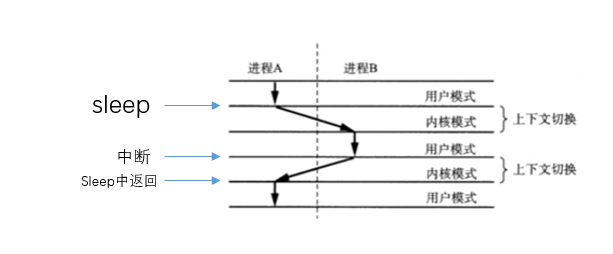 进程A
进程B
sleep
用户模式
内核模式
上下文切换
中断
用户模式
内核模式
上下文切换
Sleep中返回
用户模式